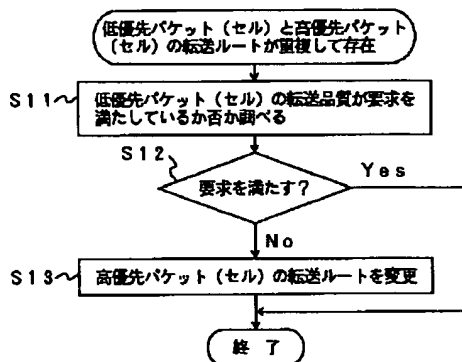 低優先パケット（セル）と高優先パケット
（セル）の転送ルートが重複して存在
S11
低優先パケット（セル）の転送品質が要求を
満たしているか否か調べる
S12
要求を満たす？
Yes
No
S13
高優先パケット（セル）の転送ルートを変更
終 了